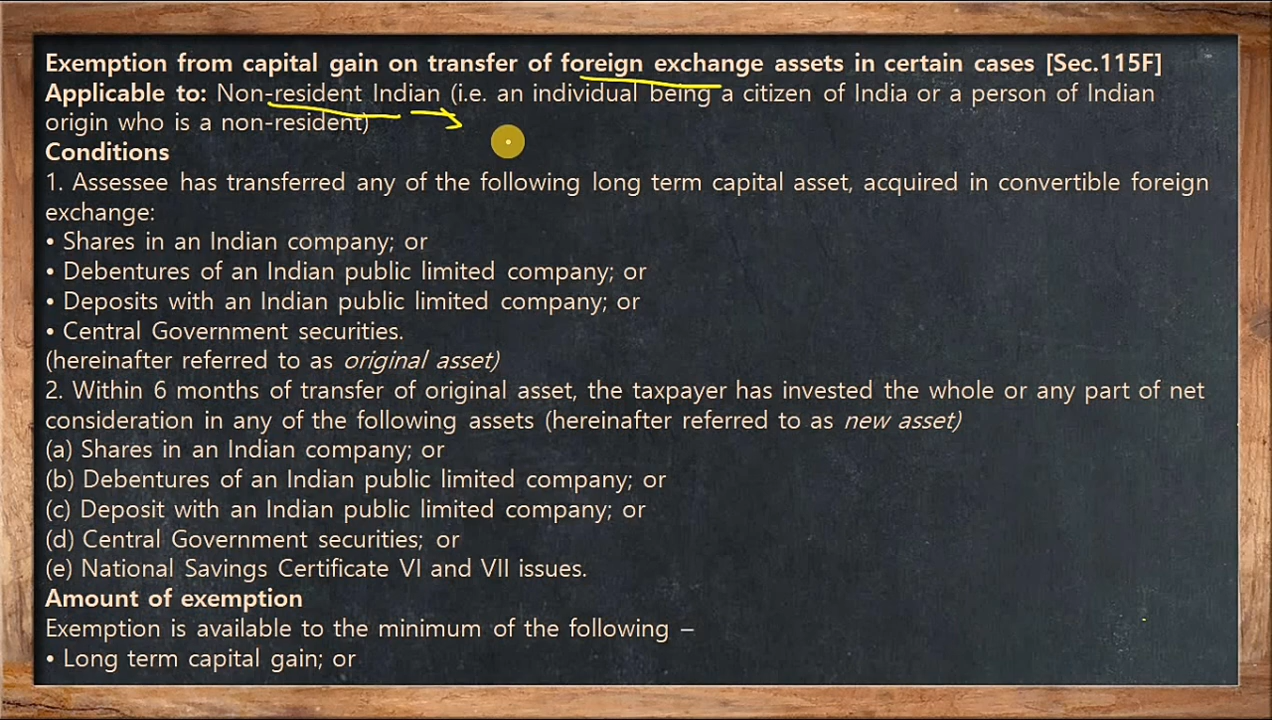 Exemption from capital gain on transfer of foreign exchange assets in certain cases [Sec.115F]
Applicable to: Non-resident Indian (i.e. an individual being a citizen of India or a person of Indian
origin who is a non-resident)
Conditions
1. Assessee has transferred any of the following long term capital asset, acquired in convertible foreign
exchange:
• Shares in an Indian company; or
• Debentures of an Indian public limited company; or
• Deposits with an Indian public limited company; or
• Central Government securities.
(hereinafter referred to as original asset)
2. Within 6 months of transfer of original asset, the taxpayer has invested the whole or any part of net
consideration in any of the following assets (hereinafter referred to as new asset)
(a) Shares in an Indian company; or
(b) Debentures of an Indian public limited company; or
(c) Deposit with an Indian public limited company; or
(d) Central Government securities; or
(e) National Savings Certificate VI and VII issues.
Amount of exemption
Exemption is available to the minimum of the following –
• Long term capital gain; or